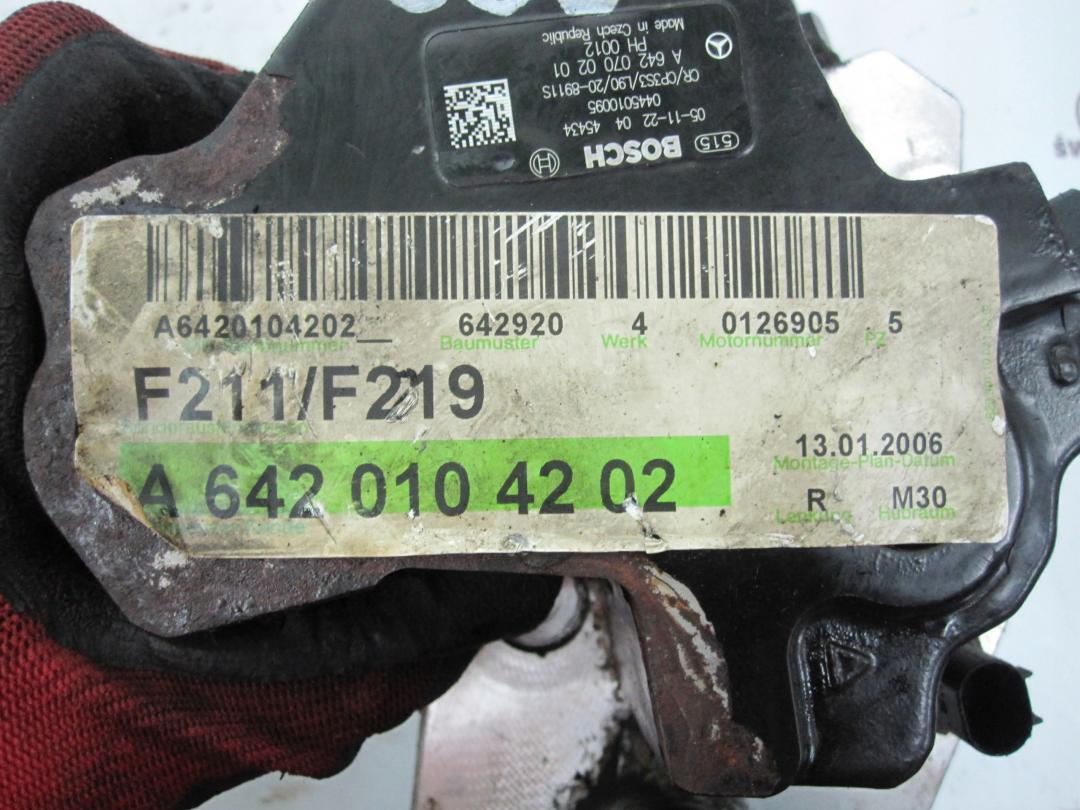 515 BOSCH
05-11-22 04 45434
0445010095
CR/CP3S3/L90/20-8911S
A 642 070 02 01
PH 0012
Made in Czech Republic
A6420104202__ 642920 4 0126905 5
Baumuster Werk Motornummer PZ
F211/F219
A 642 010 42 02
13.01.2006
Montage-Plan-Datum
R M30
Lenkung Hubraum